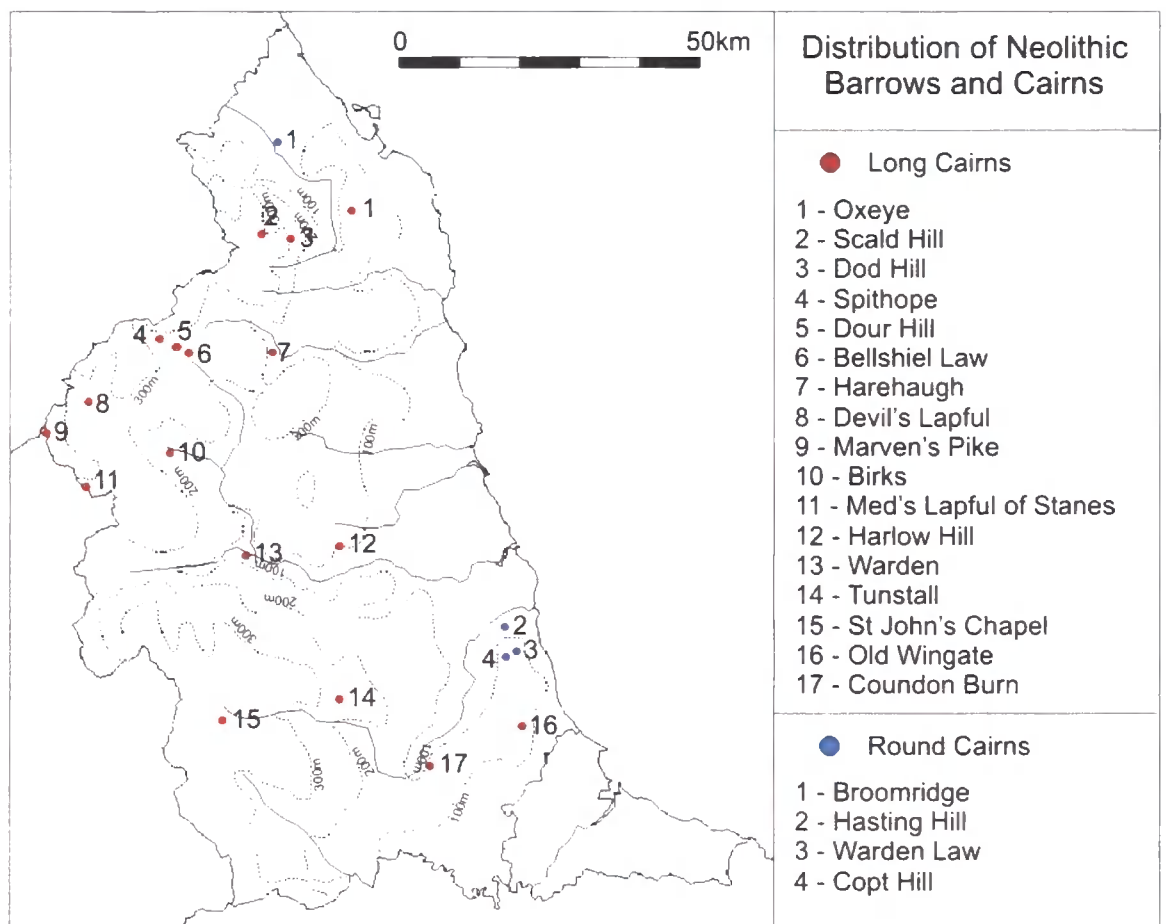 0 50km
Distribution of Neolithic
Barrows and Cairns
Long Cairns
1 - Oxeye
2 - Scald Hill
3 - Dod Hill
4 - Spithope
5 - Dour Hill
6 - Bellshiel Law
7 - Harehaugh
8 - Devil's Lapful
9 - Marven's Pike
10 - Birks
11 - Med's Lapful of Stanes
12 - Harlow Hill
13 - Warden
14 - Tunstall
15 - St John's Chapel
16 - Old Wingate
17 - Coundon Burn
Round Cairns
1 - Broomridge
2 - Hasting Hill
3 - Warden Law
4 - Copt Hill
1
100m
1
2
3
4
5
6
7
300m
8
200m
100m
9
10
200m
11
12
13
100m
200m
300m
2
3
4
14
15
16
200m
300m
17
100m